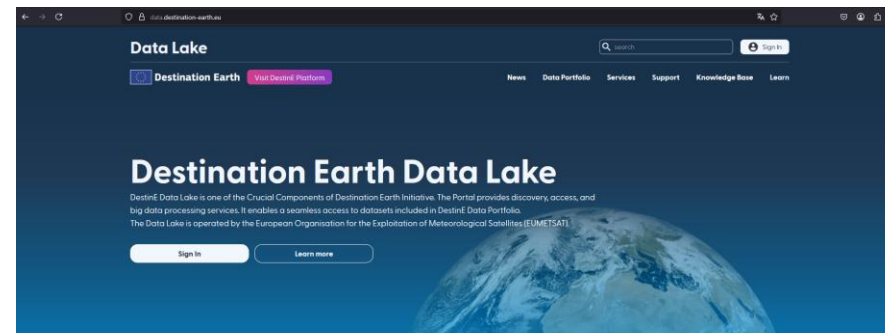 data.destination-earth.eu
Data Lake
search
Sign In
Destination Earth
Visit DestinE Platform
News Data Portfolio Services Support Knowledge Base Learn
Destination Earth Data Lake
DestinE Data Lake is one of the Crucial Components of Destination Earth Initiative. The Portal provides discovery, access, and
big data processing services. It enables a seamless access to datasets included in DestinE Data Portfolio.
The Data Lake is operated by the European Organisation for the Exploitation of Meteorological Satellites (EUMETSAT).
Sign In Learn more